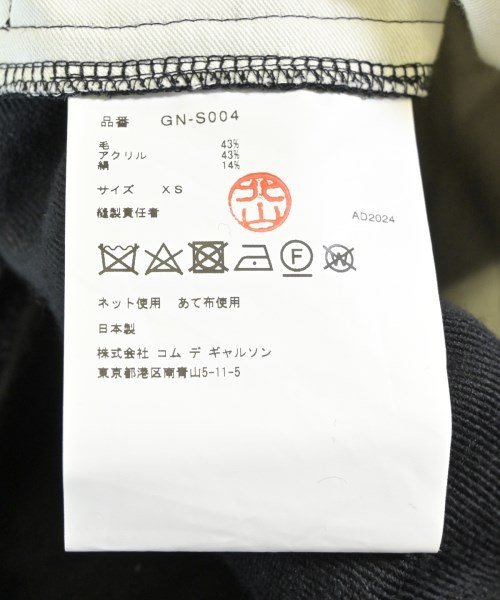 品番 GN-S004
毛 43%
アクリル 43%
絹 14%
サイズ XS
縫製責任者
北山
AD2024
F
W
ネット使用 あて布使用
日本製
株式会社 コム デ ギャルソン
東京都港区南青山5-11-5